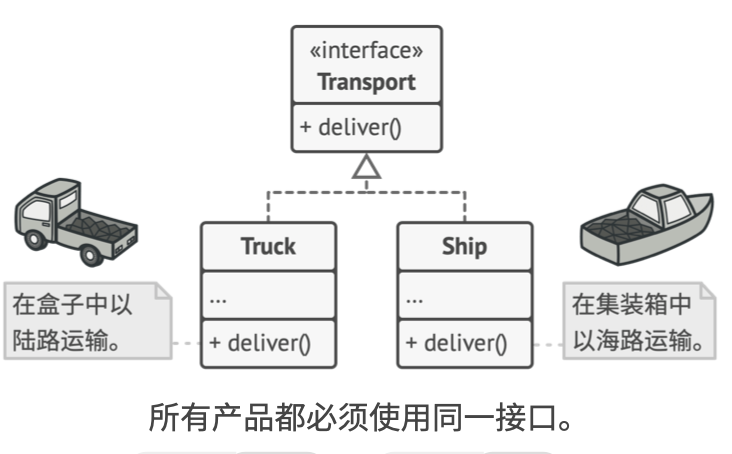 «interface»
Transport
+ deliver()
Truck
...
+ deliver()
Ship
...
+ deliver()
在盒子中以
陆路运输。
在集装箱中
以海路运输。
所有产品都必须使用同一接口。